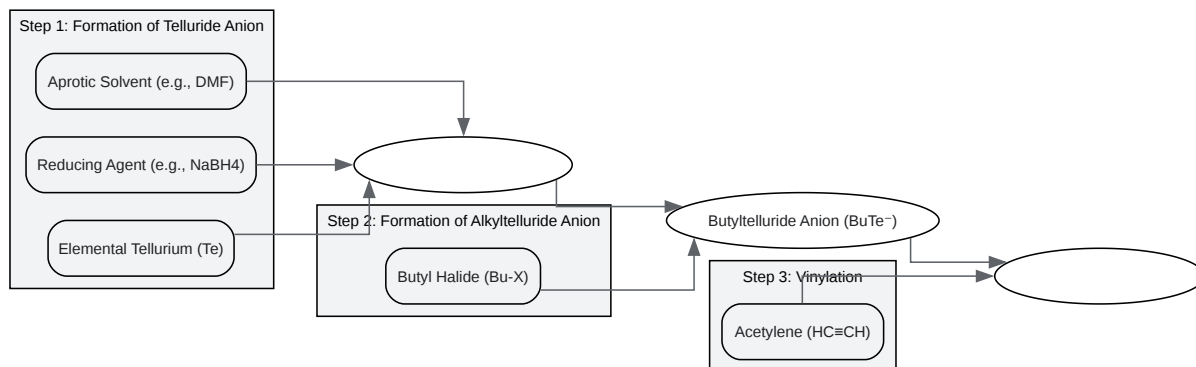 Step 1: Formation of Telluride Anion
Aprotic Solvent (e.g., DMF)
Reducing Agent (e.g., NaBH4)
Elemental Tellurium (Te)
Step 2: Formation of Alkyltelluride Anion
Butyl Halide (Bu-X)
Butyltelluride Anion (BuTe⁻)
Step 3: Vinylation
Acetylene (HC≡CH)